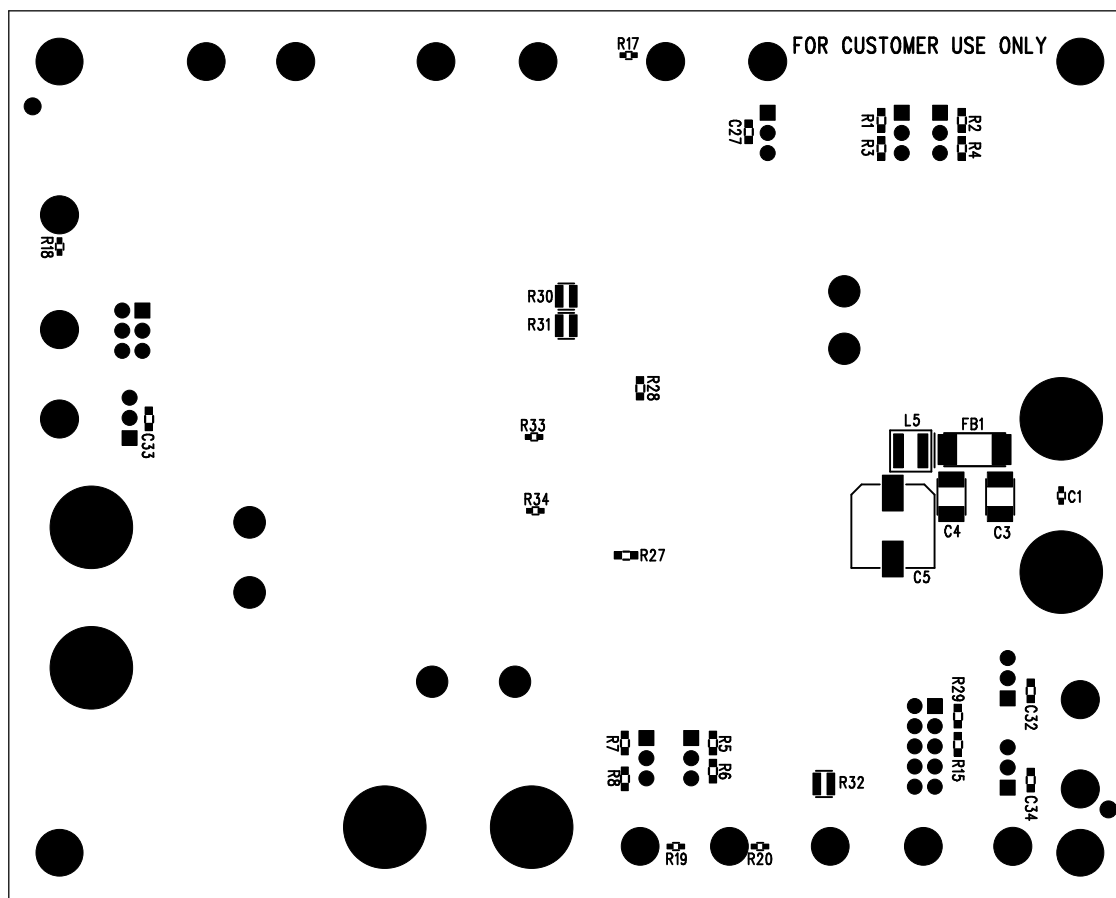 R17
FOR CUSTOMER USE ONLY
C27
R1
R2
R3
R4
R18
R30
R31
R28
C33
R33
L5
FB1
R34
C1
C4
C3
R27
C5
R29
C32
R7
R5
R8
R6
R15
R32
C34
R19
R20